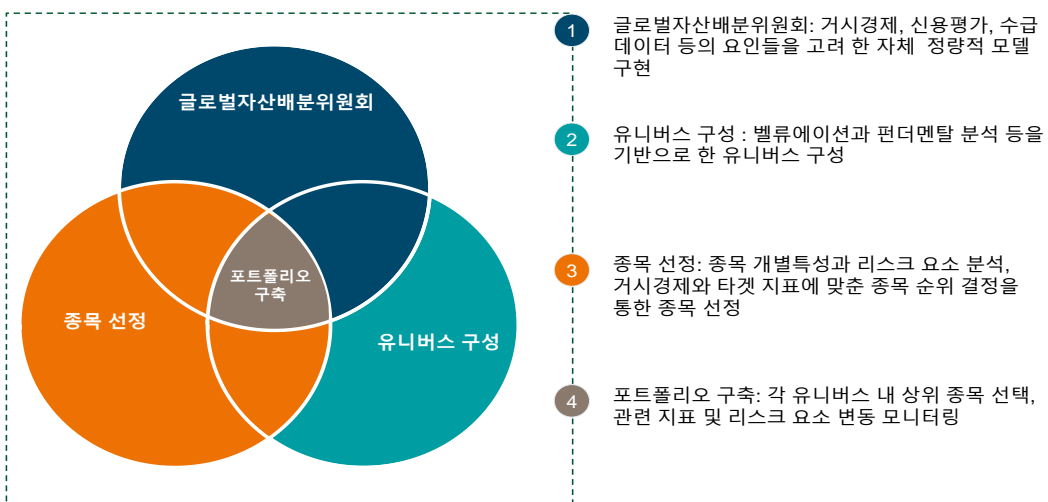 글로벌자산배분위원회
포트폴리오
구축
종목 선정
유니버스 구성
1
글로벌자산배분위원회: 거시경제, 신용평가, 수급
데이터 등의 요인들을 고려 한 자체 정량적 모델
구현
2
유니버스 구성 : 벨류에이션과 펀더멘탈 분석 등을
기반으로 한 유니버스 구성
3
종목 선정: 종목 개별특성과 리스크 요소 분석,
거시경제와 타겟 지표에 맞춘 종목 순위 결정을
통한 종목 선정
4
포트폴리오 구축: 각 유니버스 내 상위 종목 선택,
관련 지표 및 리스크 요소 변동 모니터링